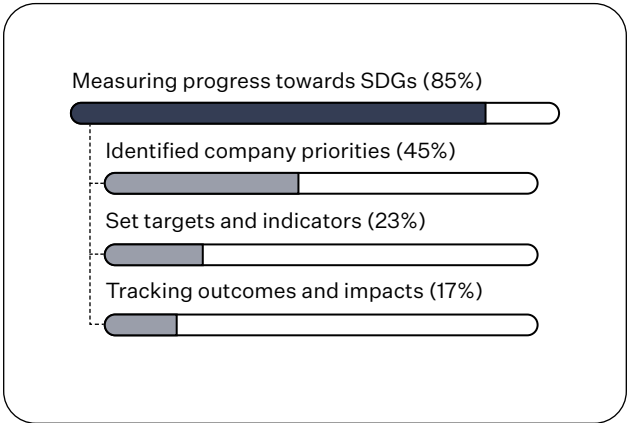 Measuring progress towards SDGs (85%)
Identified company priorities (45%)
Set targets and indicators (23%)
Tracking outcomes and impacts (17%)